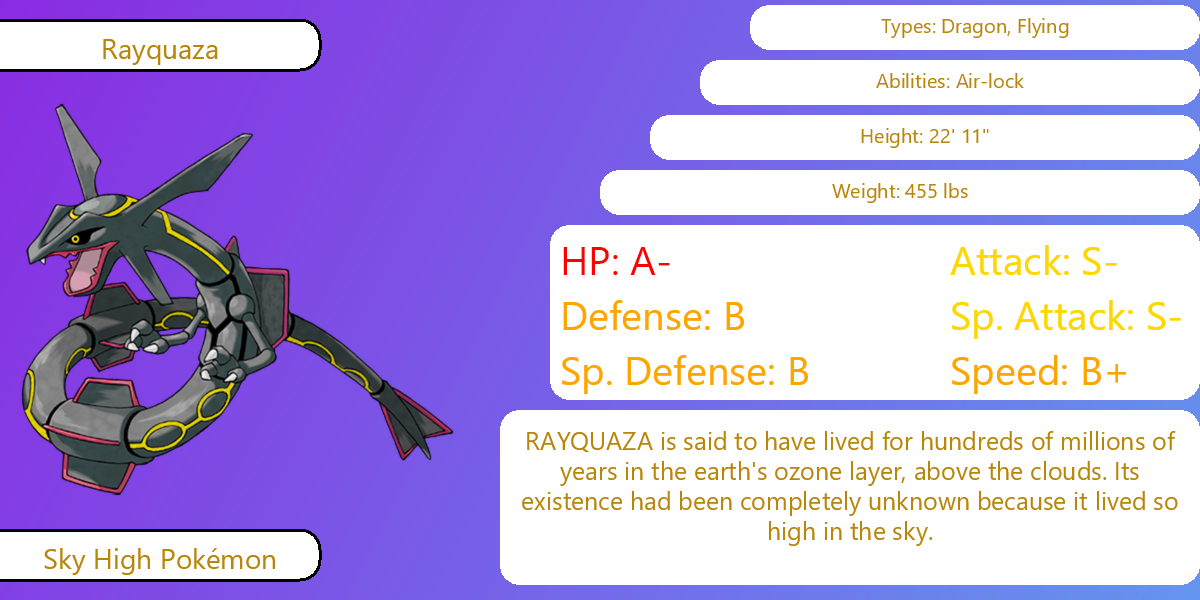 Rayquaza
Sky High Pokémon
Types: Dragon, Flying
Abilities: Air-lock
Height: 22' 11"
Weight: 455 lbs
HP: A-
Attack: S-
Defense: B
Sp. Attack: S-
Sp. Defense: B
Speed: B+
RAYQUAZA is said to have lived for hundreds of millions of
years in the earth's ozone layer, above the clouds. Its
existence had been completely unknown because it lived so
high in the sky.